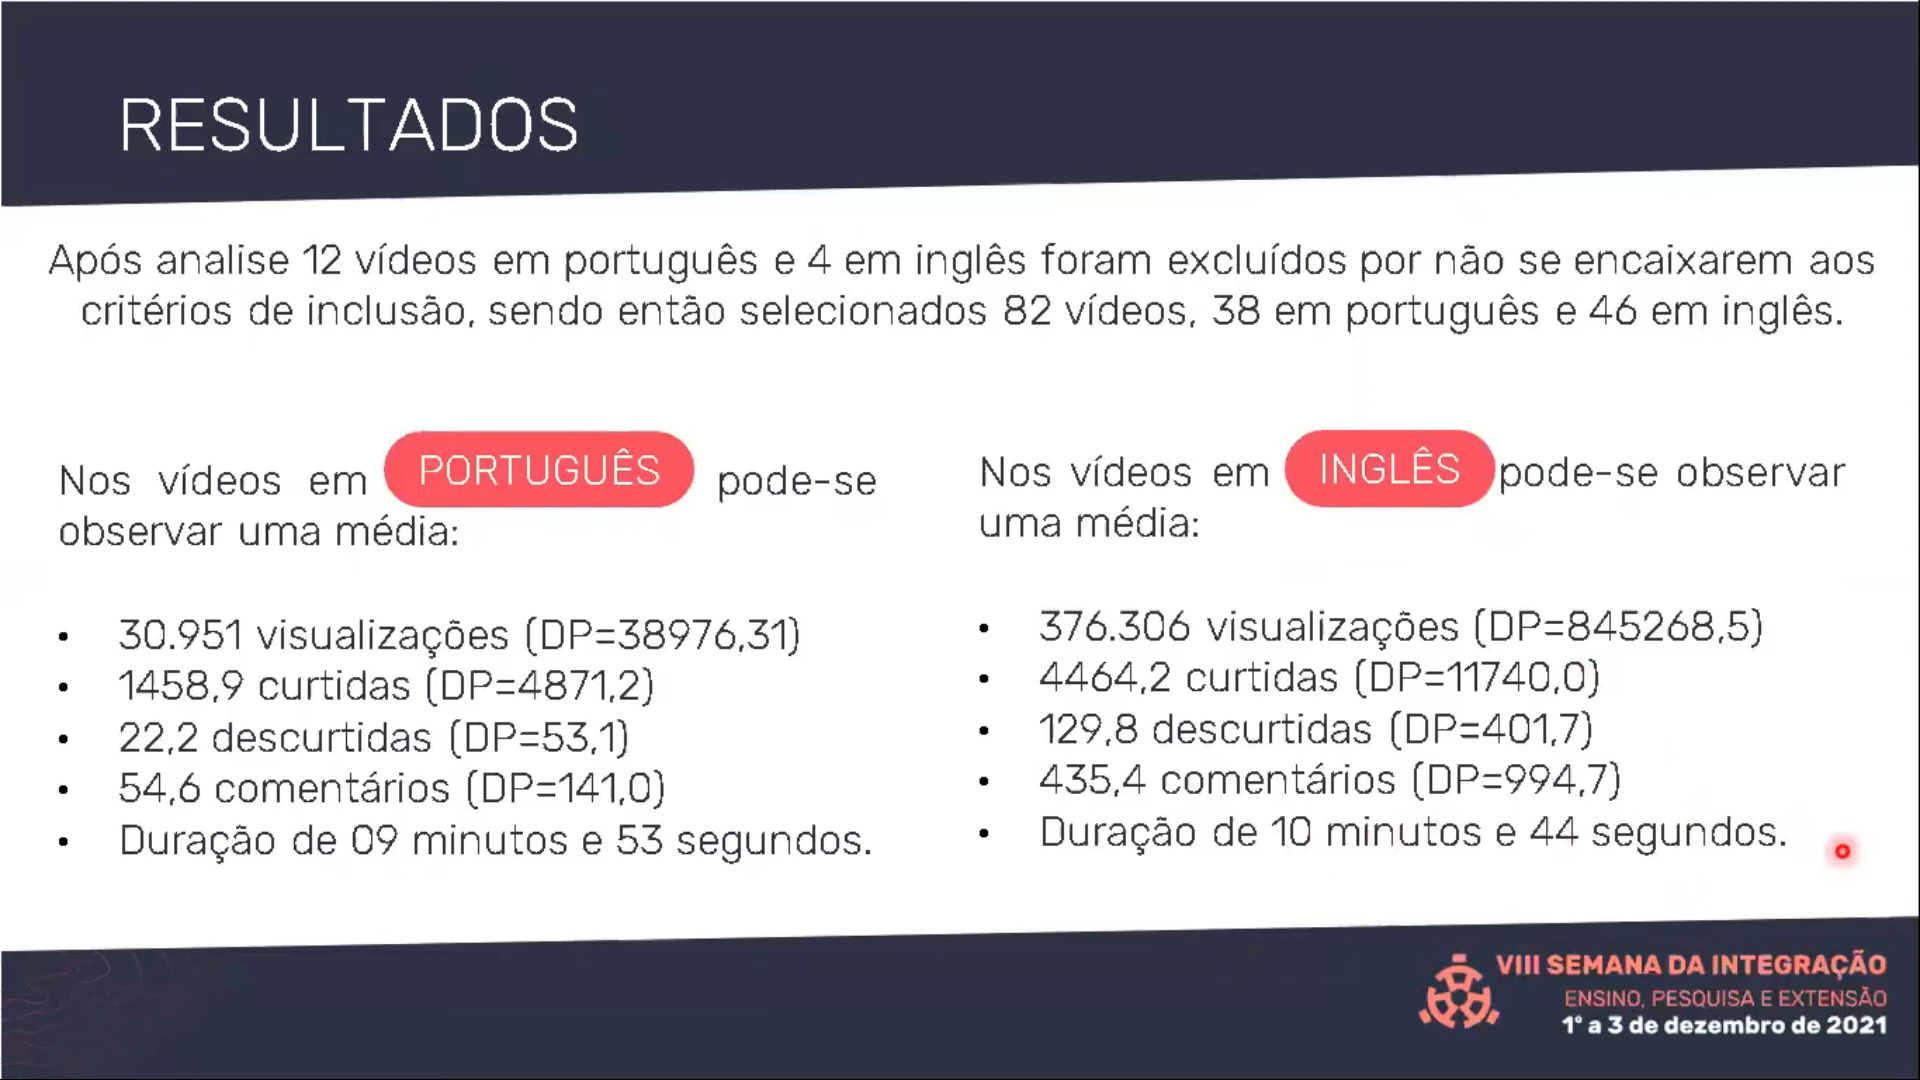 RESULTADOS
Após analise 12 vídeos em português e 4 em inglês foram excluídos por não se encaixarem aos
critérios de inclusão, sendo então selecionados 82 vídeos, 38 em português e 46 em inglês.
Nos vídeos em PORTUGUÊS pode-se
observar uma média:
• 30.951 visualizações (DP=38976,31)
• 1458,9 curtidas (DP=4871,2)
• 22,2 descurtidas (DP=53,1)
• 54,6 comentários (DP=141,0)
• Duração de 09 minutos e 53 segundos.
Nos vídeos em INGLÊS pode-se observar
uma média:
• 376.306 visualizações (DP=845268,5)
• 4464,2 curtidas (DP=11740,0)
• 129,8 descurtidas (DP=401,7)
• 435,4 comentários (DP=994,7)
• Duração de 10 minutos e 44 segundos.
VIII SEMANA DA INTEGRAÇÃO
ENSINO, PESQUISA E EXTENSÃO
1° a 3 de dezembro de 2021